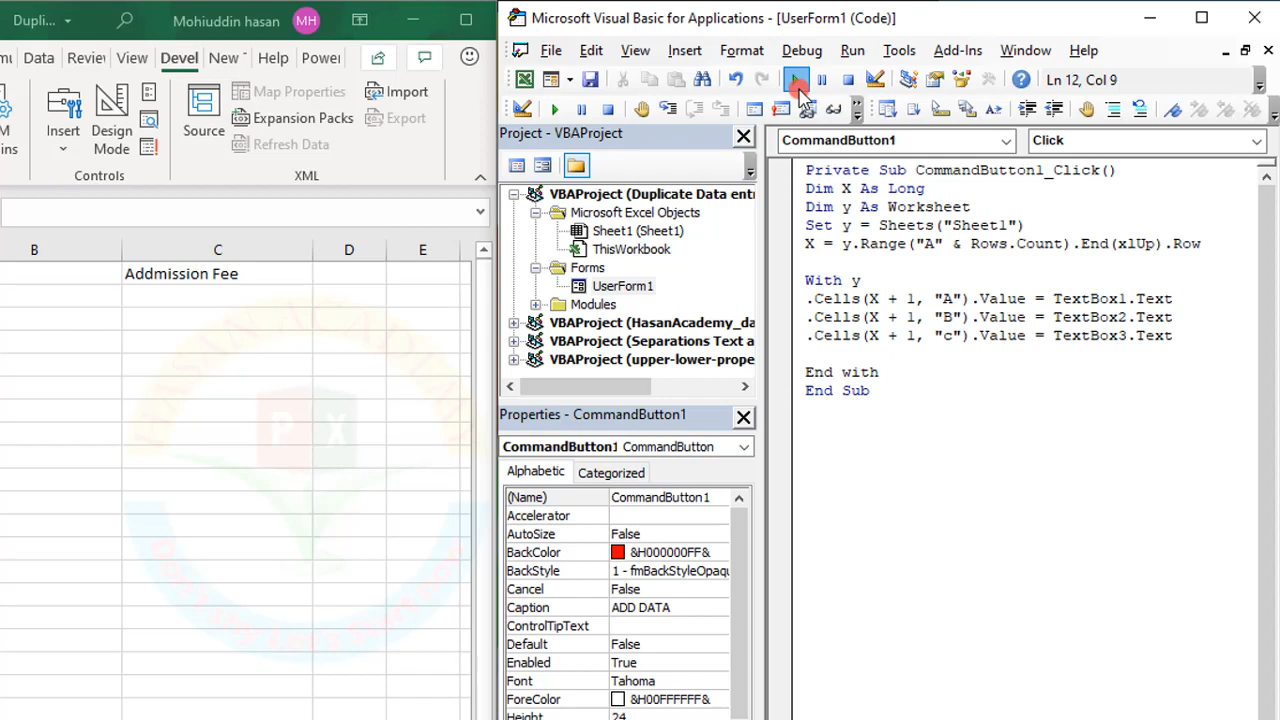 Dupli...
Mohiuddin hasan
MH
Data Reviev View Devel New Help Power
Insert
Design
Mode
Controls
Source
Map Properties
Import
Expansion Packs
Export
Refresh Data
XML
B C D E
Addmission Fee
P X
Microsoft Visual Basic for Applications - [UserForm1 (Code)]
File Edit View Insert Format Debug Run Tools Add-Ins Window Help
Ln 12, Col 9
Project - VBAProject
VBAProject (Duplicate Data entr
Microsoft Excel Objects
Sheet1 (Sheet1)
ThisWorkbook
Forms
UserForm1
Modules
VBAProject (HasanAcademy_da
VBAProject (Separations Text a
VBAProject (upper-lower-prope
Properties - CommandButton1
CommandButton1 CommandButton
Alphabetic Categorized
(Name) CommandButton1
Accelerator
AutoSize False
BackColor &H000000FF&
BackStyle 1 - fmBackStyleOpaqu
Cancel False
Caption ADD DATA
ControlTipText
Default False
Enabled True
Font Tahoma
ForeColor &H00FFFFFF&
Height 24
CommandButton1 Click
Private Sub CommandButton1_Click()
Dim X As Long
Dim y As Worksheet
Set y = Sheets("Sheet1")
X = y.Range("A" & Rows.Count).End(xlUp).Row
With y
.Cells(X + 1, "A").Value = TextBox1.Text
.Cells(X + 1, "B").Value = TextBox2.Text
.Cells(X + 1, "c").Value = TextBox3.Text
End with
End Sub